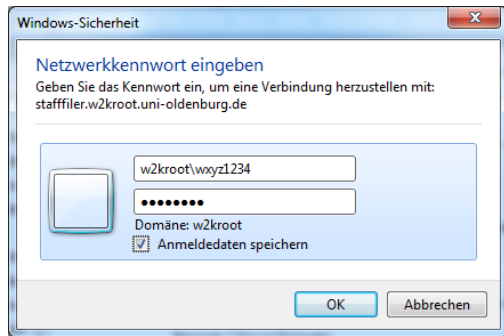 Windows-Sicherheit
Netzwerkkennwort eingeben
Geben Sie das Kennwort ein, um eine Verbindung herzustellen mit:
stafffiler.w2kroot.uni-oldenburg.de
w2kroot\wxyz1234
●●●●●●●●
Domäne: w2kroot
Anmeldedaten speichern
OK
Abbrechen